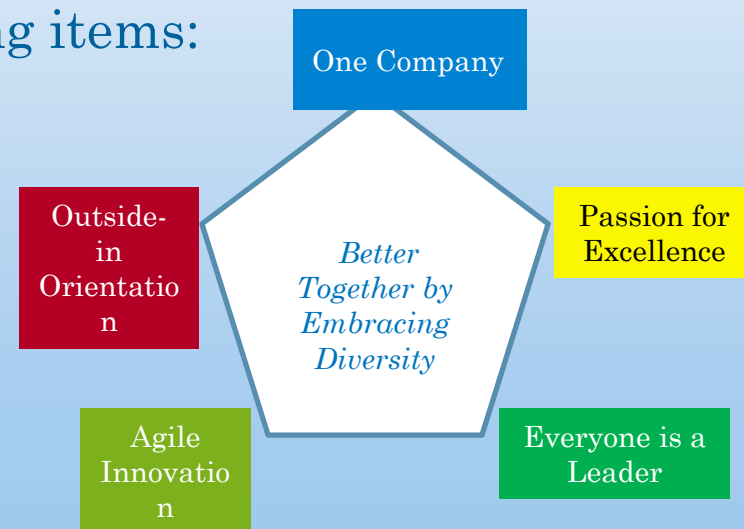 ng items:
One Company
Outside-
in
Orientatio
n
Passion for
Excellence
Better
Together by
Embracing
Diversity
Agile
Innovatio
n
Everyone is a
Leader